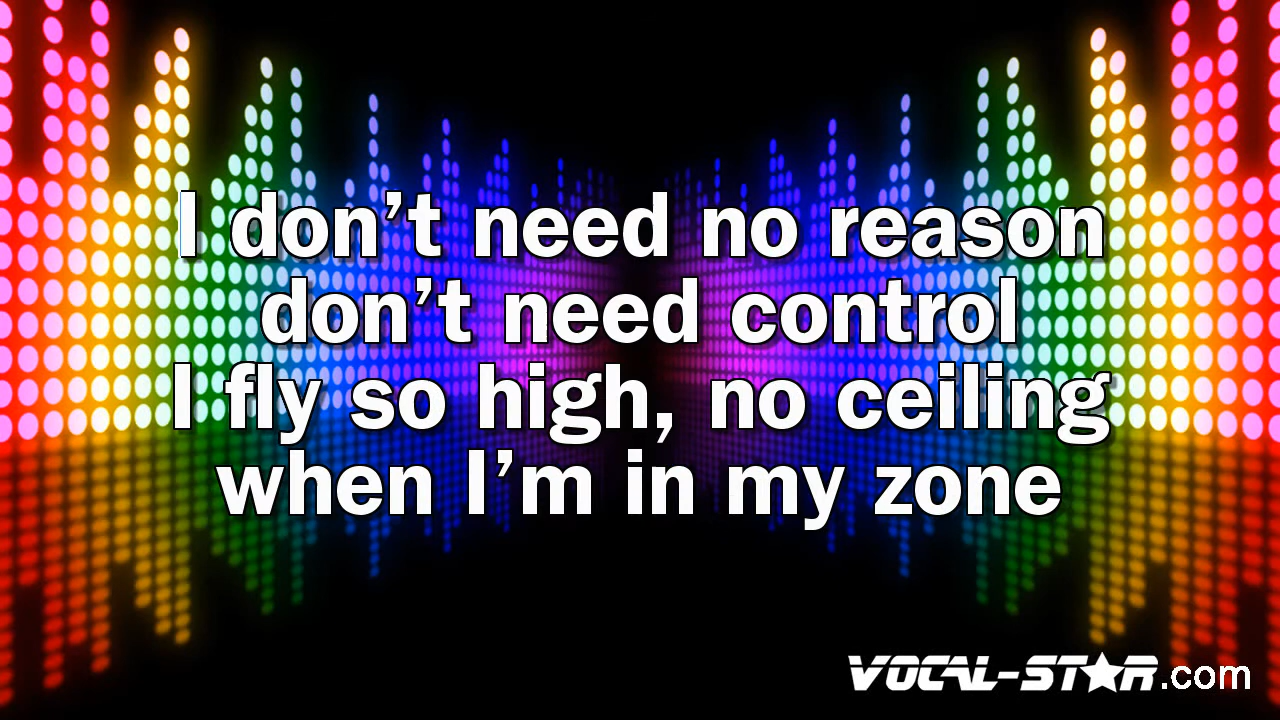 I don’t need no reason
don’t need control
I fly so high, no ceiling
when I’m in my zone
VOCAL-STAR.com